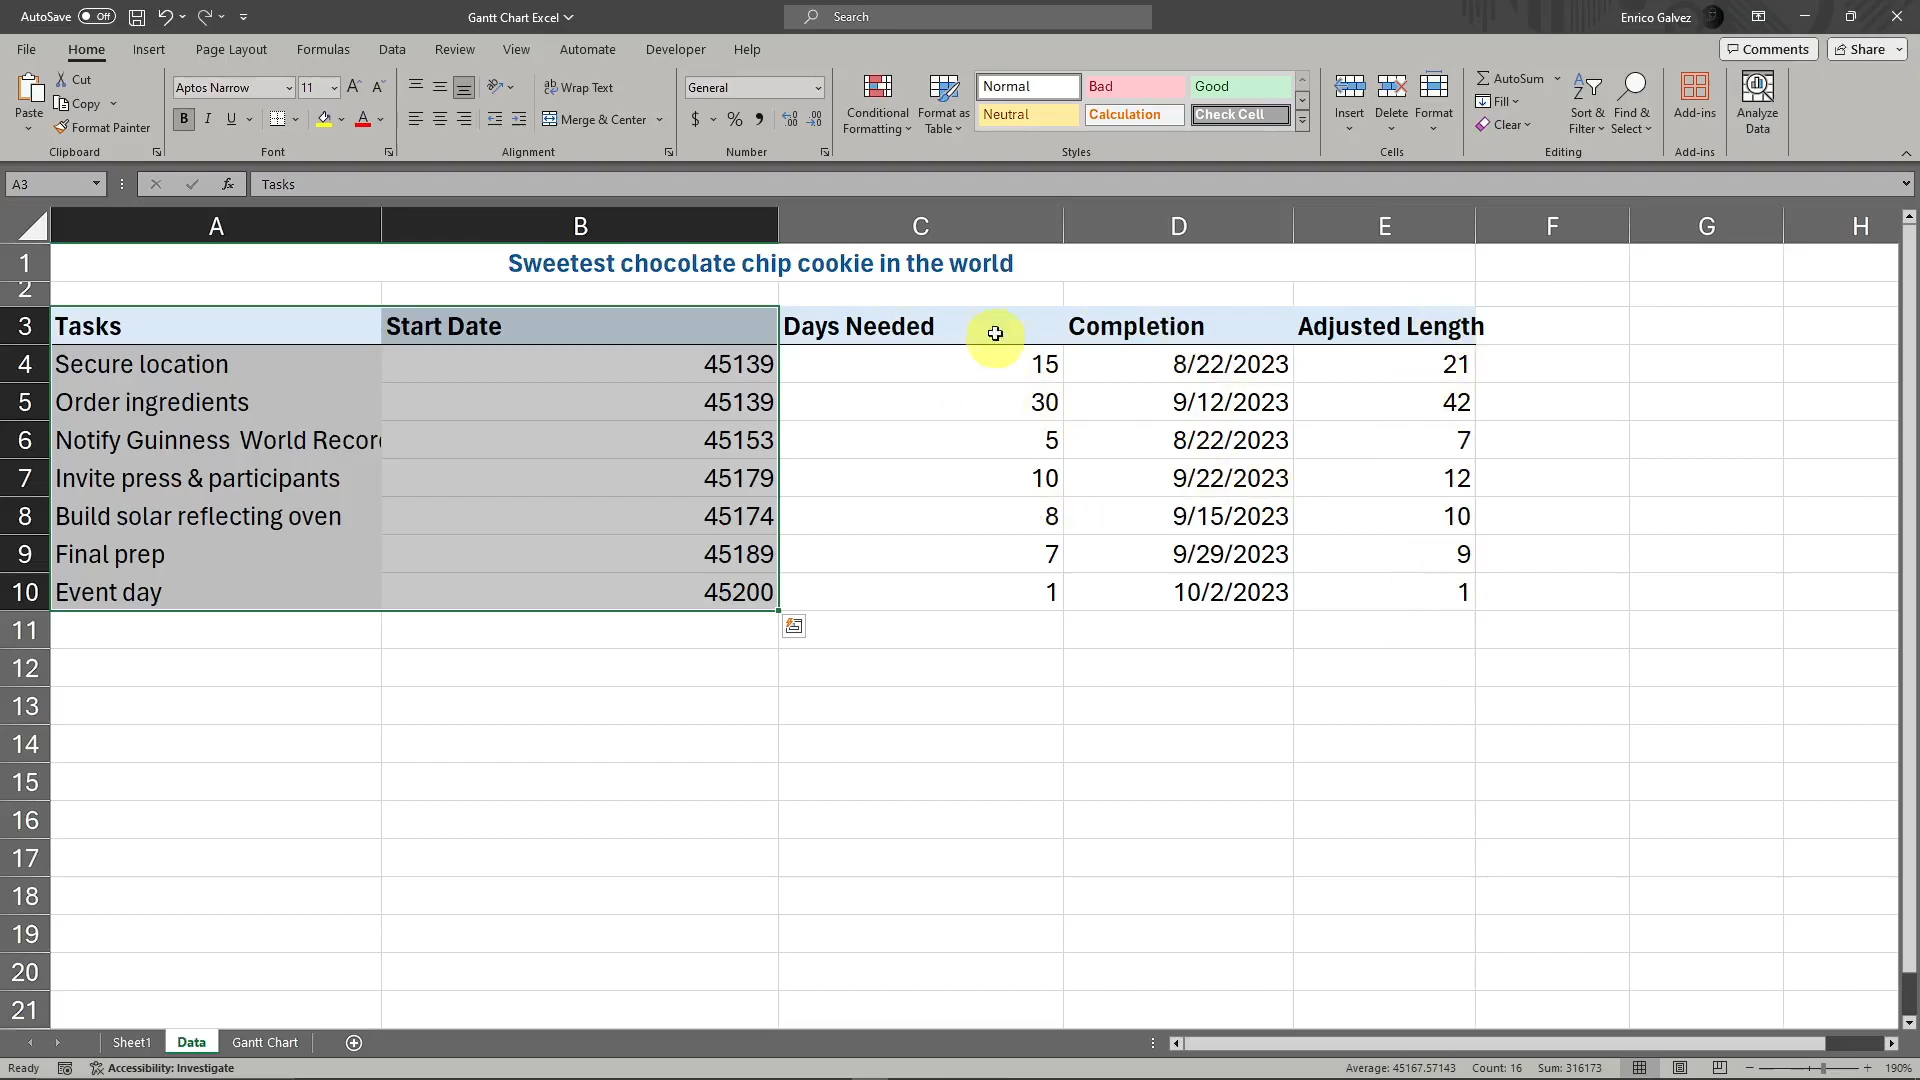 AutoSave Off Gantt Chart Excel Search Enrico Galvez
File Home Insert Page Layout Formulas Data Review View Automate Developer Help Comments Share
Paste Cut Copy Format Painter Clipboard
Aptos Narrow 11 A A B I U A Font
ab Wrap Text Merge & Center Alignment
General $ % 9 Number
Conditional Formatting Format as Table Normal Bad Good Neutral Calculation Check Cell Styles
Insert Delete Format Cells
AutoSum Fill Clear Sort & Filter Find & Select Editing
Add-ins Add-ins
Analyze Data
A3 fx Tasks
A B C D E F G H
1 Sweetest chocolate chip cookie in the world
2
3 Tasks Start Date Days Needed Completion Adjusted Length
4 Secure location 45139 15 8/22/2023 21
5 Order ingredients 45139 30 9/12/2023 42
6 Notify Guinness World Record 45153 5 8/22/2023 7
7 Invite press & participants 45179 10 9/22/2023 12
8 Build solar reflecting oven 45174 8 9/15/2023 10
9 Final prep 45189 7 9/29/2023 9
10 Event day 45200 1 10/2/2023 1
11
12
13
14
15
16
17
18
19
20
21
Sheet1 Data Gantt Chart
Ready Accessibility: Investigate Average: 45167.57143 Count: 16 Sum: 316173 190%